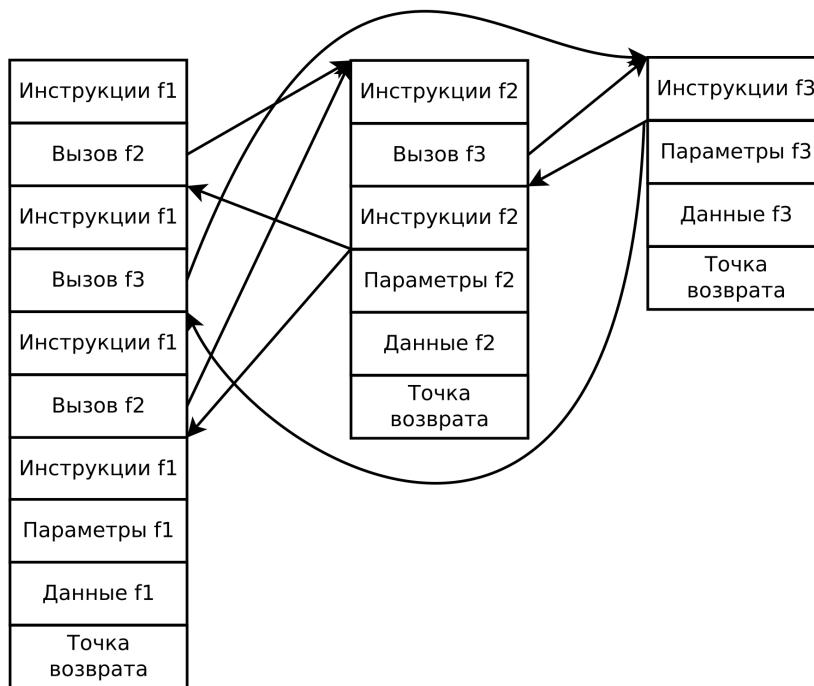 Инструкции f1
Вызов f2
Инструкции f1
Вызов f3
Инструкции f1
Вызов f2
Инструкции f1
Параметры f1
Данные f1
Точка
возврата
Инструкции f2
Вызов f3
Инструкции f2
Параметры f2
Данные f2
Точка
возврата
Инструкции f3
Параметры f3
Данные f3
Точка
возврата